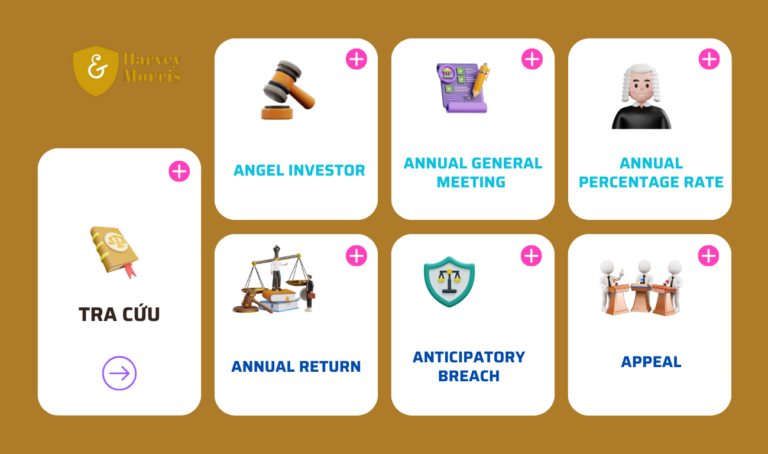 &
Harvey
Morris
TRA CỨU
ANGEL INVESTOR
ANNUAL GENERAL
MEETING
ANNUAL
PERCENTAGE RATE
ANNUAL RETURN
ANTICIPATORY
BREACH
APPEAL